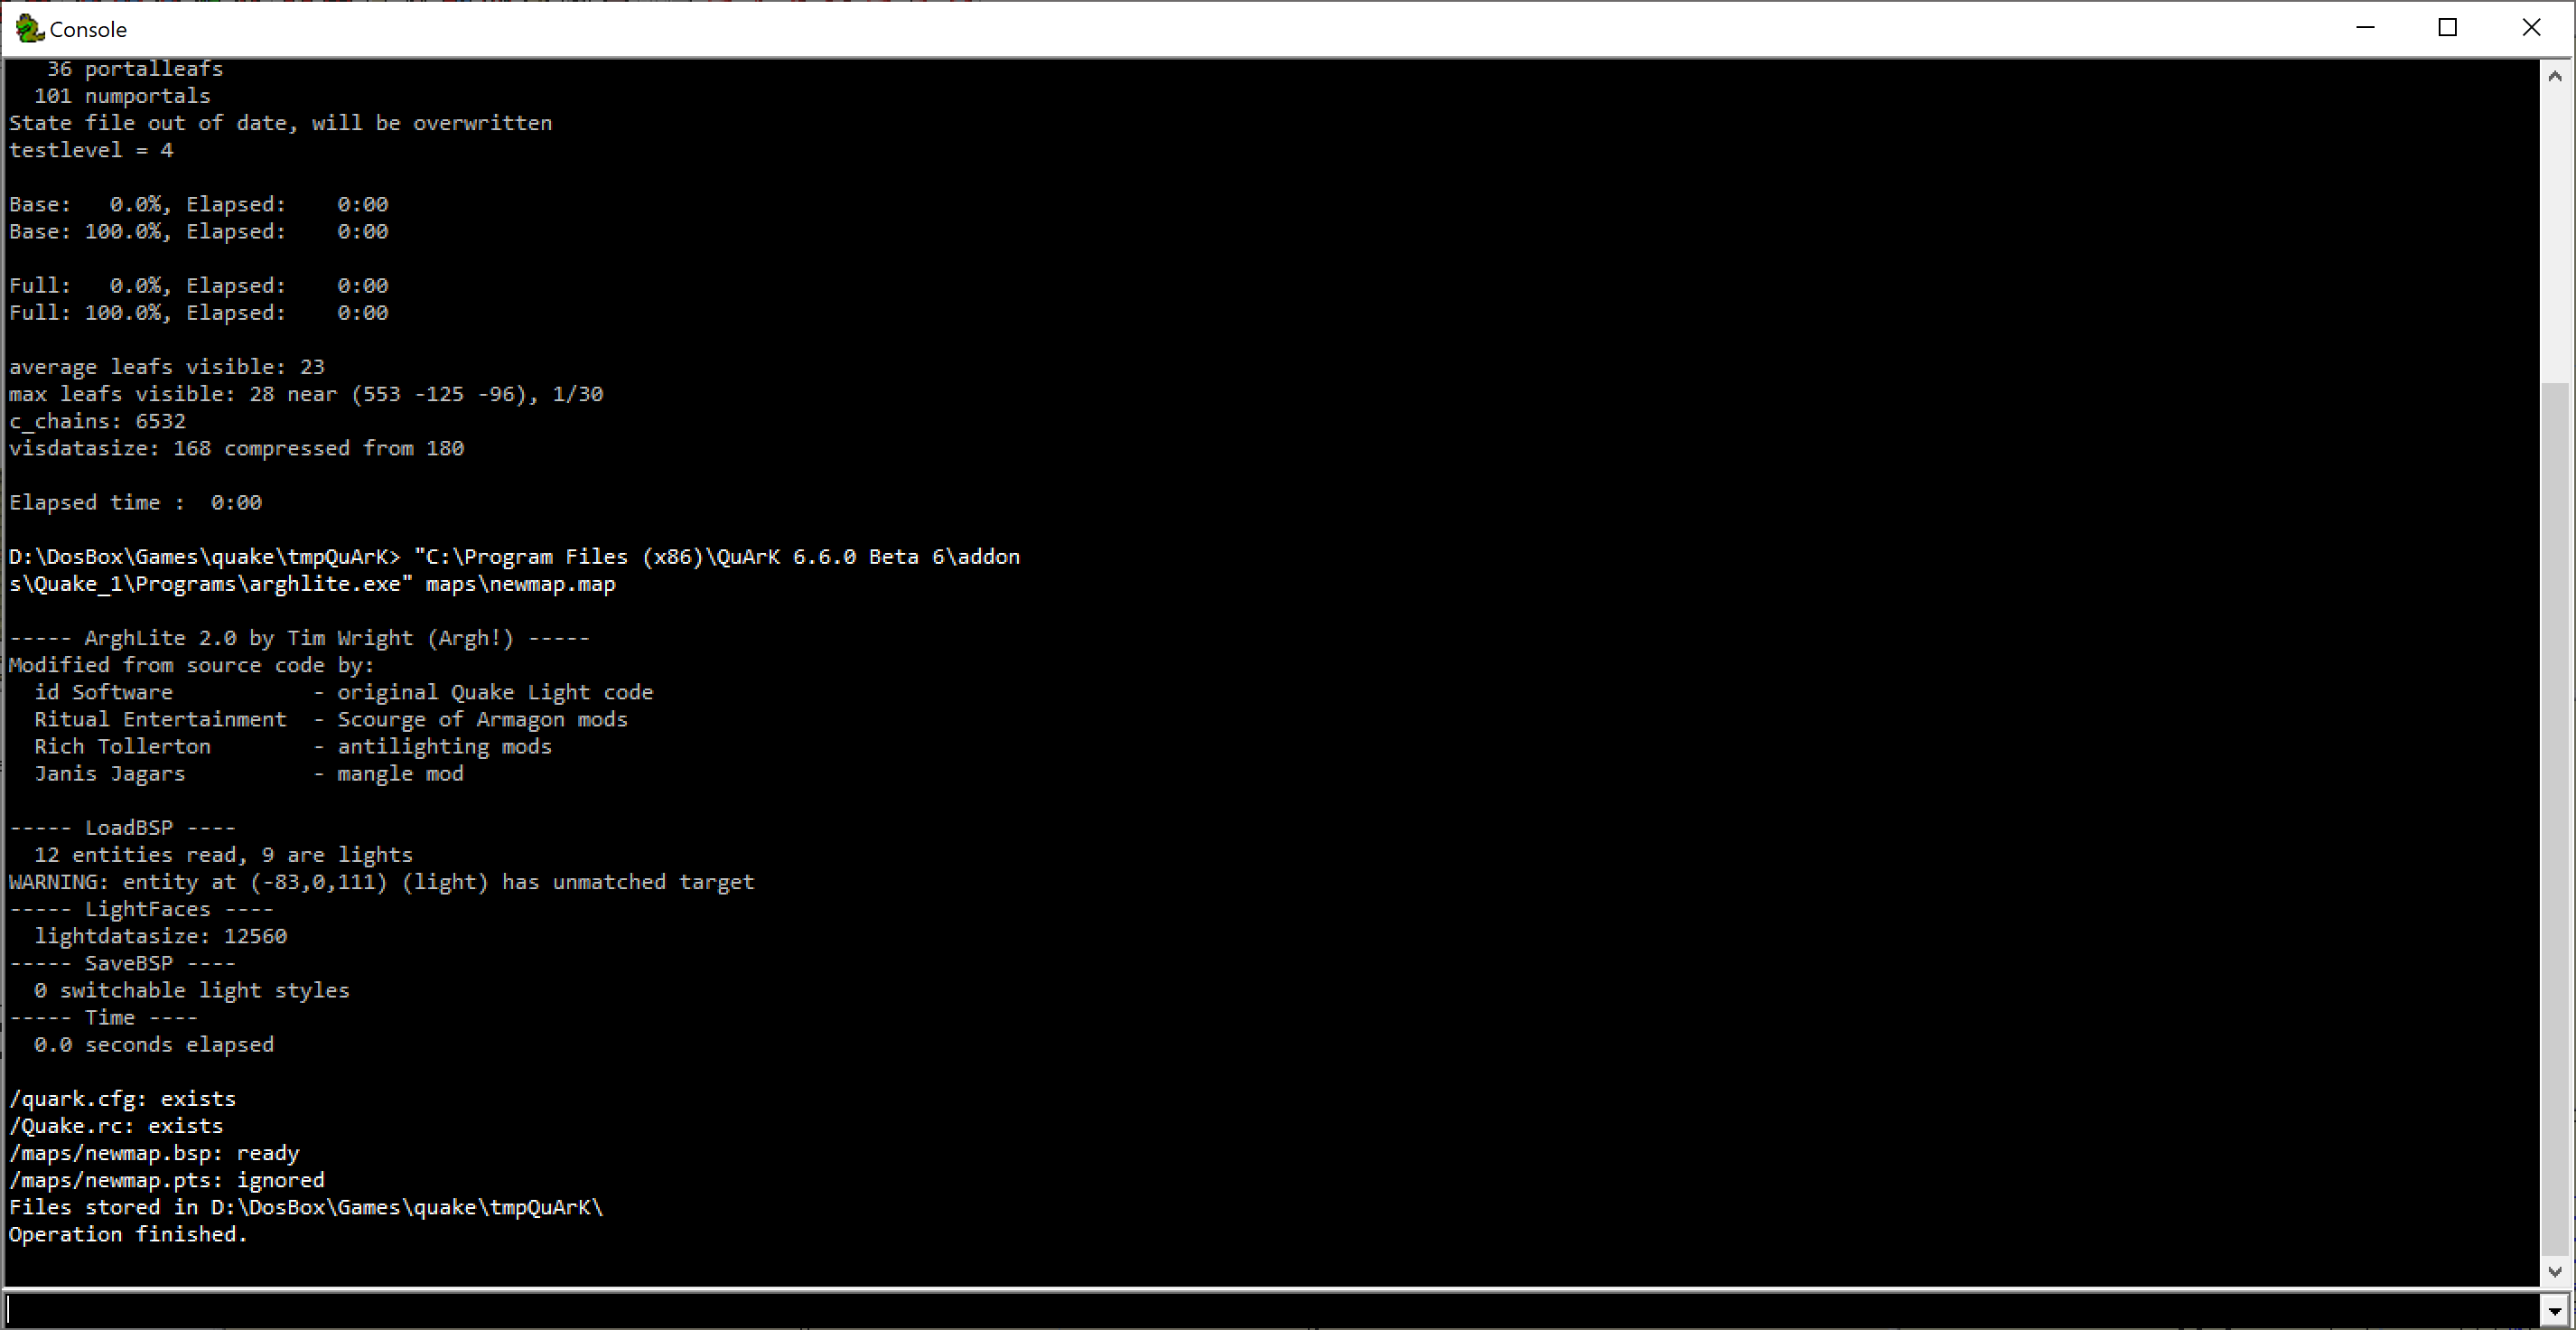 Console
36 portalleafs
101 numportals
State file out of date, will be overwritten
testlevel = 4
Base:   0.0%, Elapsed:    0:00
Base: 100.0%, Elapsed:    0:00
Full:   0.0%, Elapsed:    0:00
Full: 100.0%, Elapsed:    0:00
average leafs visible: 23
max leafs visible: 28 near (553 -125 -96), 1/30
c_chains: 6532
visdatasize: 168 compressed from 180
Elapsed time :  0:00
D:\DosBox\Games\quake\tmpQuArK> "C:\Program Files (x86)\QuArK 6.6.0 Beta 6\addon
s\Quake_1\Programs\arghlite.exe" maps\newmap.map
----- ArghLite 2.0 by Tim Wright (Argh!) -----
Modified from source code by:
  id Software           - original Quake Light code
  Ritual Entertainment  - Scourge of Armagon mods
  Rich Tollerton        - antilighting mods
  Janis Jagars          - mangle mod
----- LoadBSP ----
  12 entities read, 9 are lights
WARNING: entity at (-83,0,111) (light) has unmatched target
----- LightFaces ----
  lightdatasize: 12560
----- SaveBSP ----
  0 switchable light styles
----- Time ----
  0.0 seconds elapsed
/quark.cfg: exists
/Quake.rc: exists
/maps/newmap.bsp: ready
/maps/newmap.pts: ignored
Files stored in D:\DosBox\Games\quake\tmpQuArK\
Operation finished.